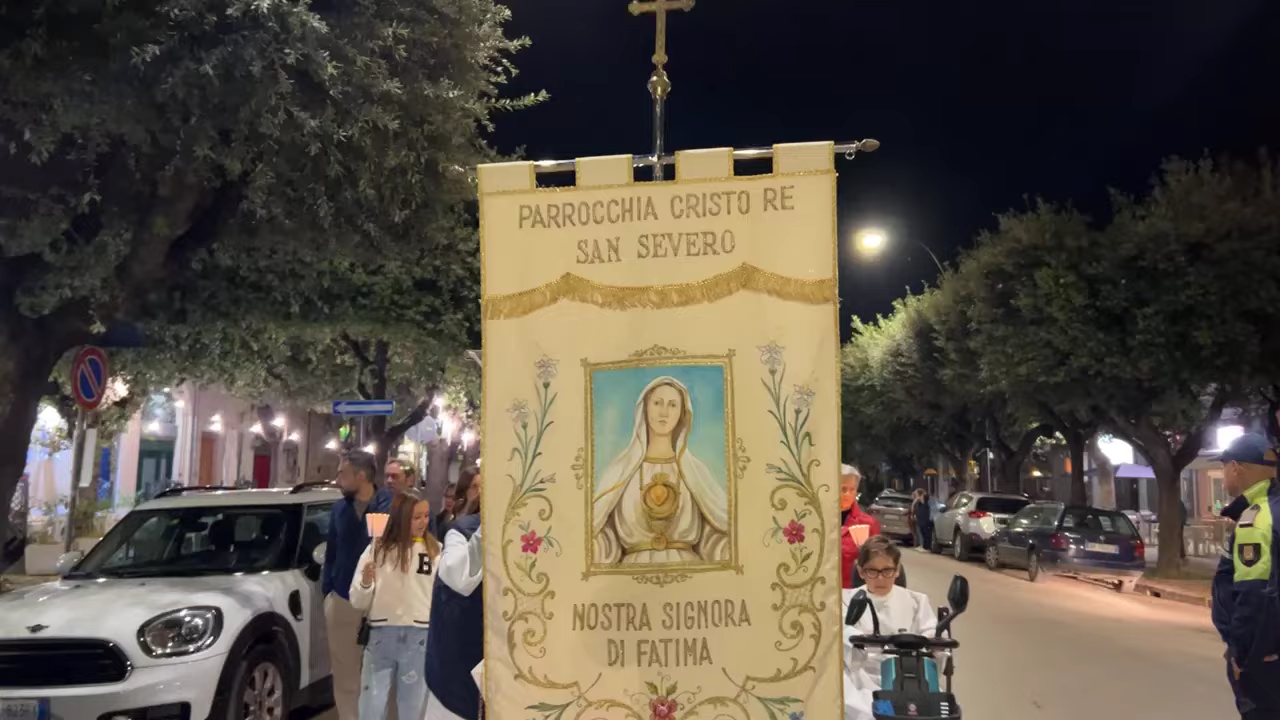 PARROCCHIA CRISTO RE
SAN SEVERO
NOSTRA SIGNORA
DI FATIMA
B